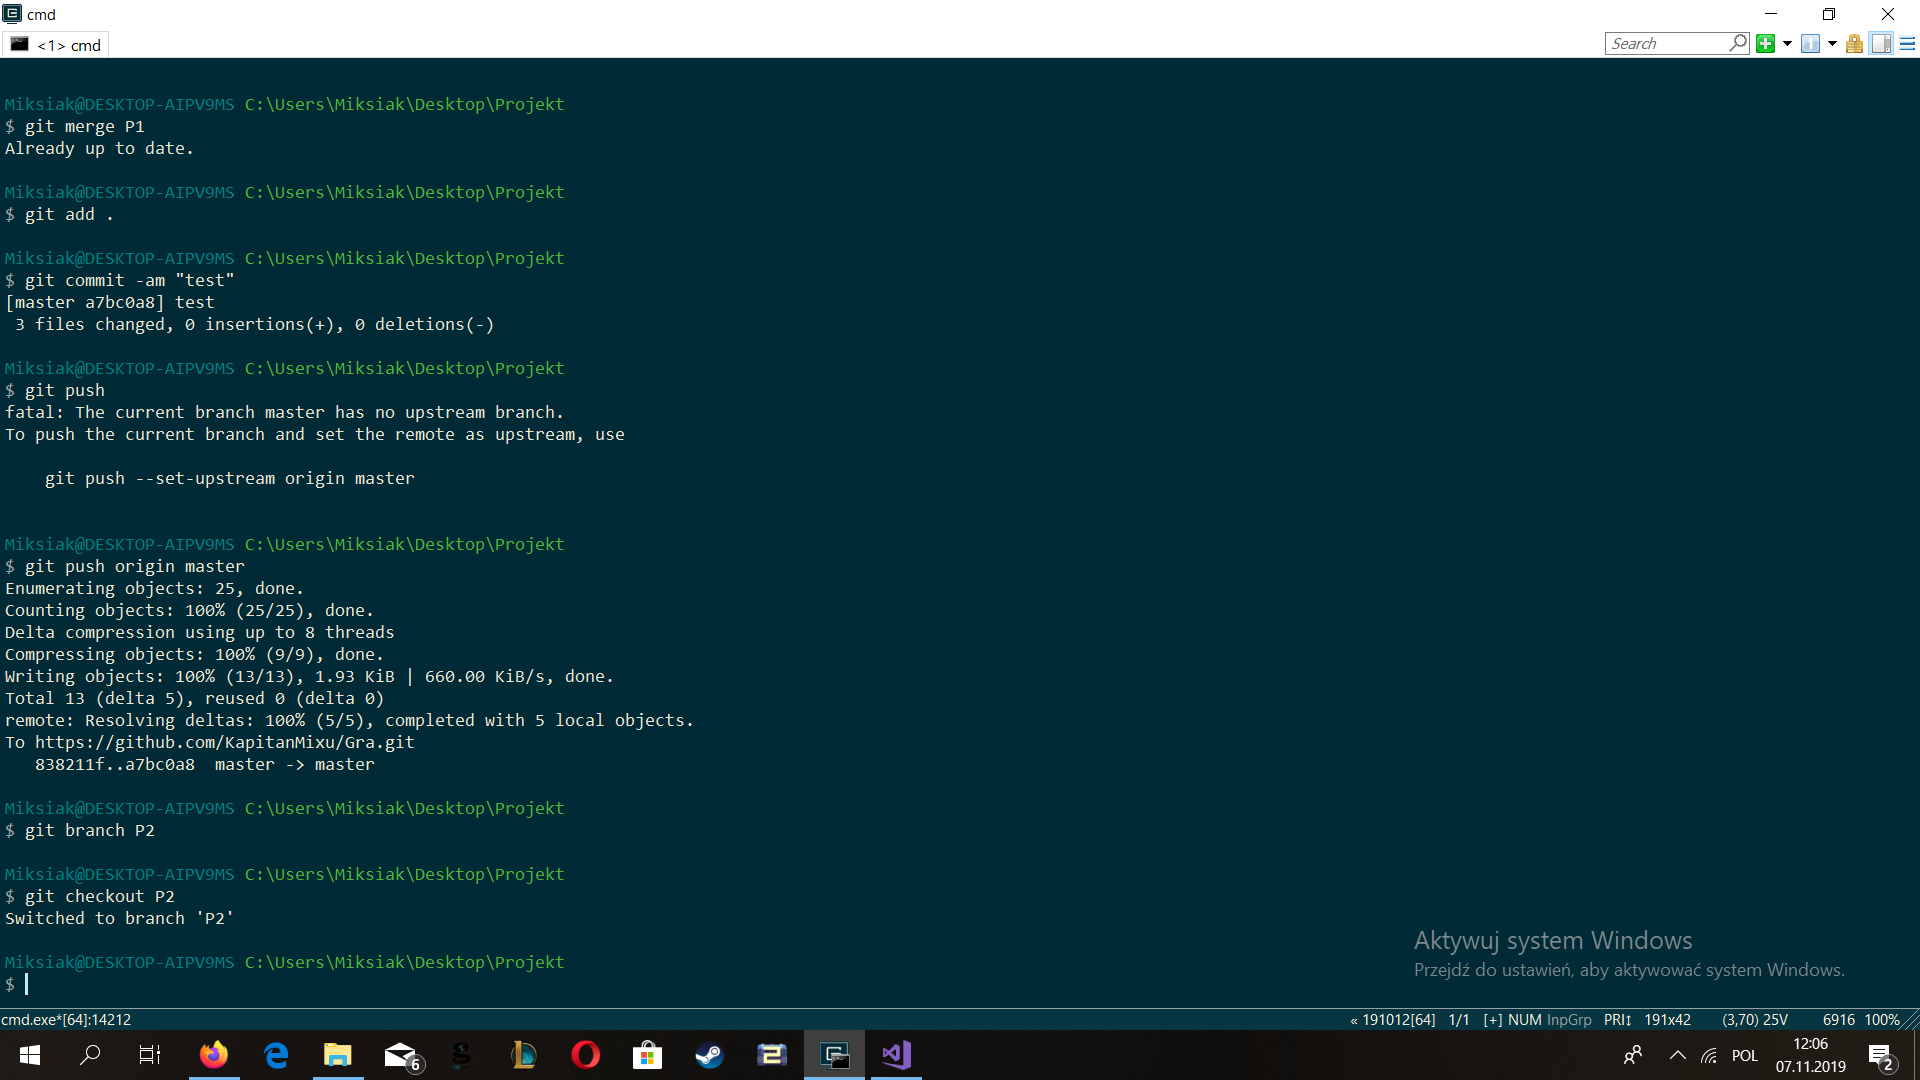 cmd
<1> cmd
Search
Miksiak@DESKTOP-AIPV9MS C:\Users\Miksiak\Desktop\Projekt
$ git merge P1
Already up to date.
Miksiak@DESKTOP-AIPV9MS C:\Users\Miksiak\Desktop\Projekt
$ git add .
Miksiak@DESKTOP-AIPV9MS C:\Users\Miksiak\Desktop\Projekt
$ git commit -am "test"
[master a7bc0a8] test
 3 files changed, 0 insertions(+), 0 deletions(-)
Miksiak@DESKTOP-AIPV9MS C:\Users\Miksiak\Desktop\Projekt
$ git push
fatal: The current branch master has no upstream branch.
To push the current branch and set the remote as upstream, use
    git push --set-upstream origin master
Miksiak@DESKTOP-AIPV9MS C:\Users\Miksiak\Desktop\Projekt
$ git push origin master
Enumerating objects: 25, done.
Counting objects: 100% (25/25), done.
Delta compression using up to 8 threads
Compressing objects: 100% (9/9), done.
Writing objects: 100% (13/13), 1.93 KiB | 660.00 KiB/s, done.
Total 13 (delta 5), reused 0 (delta 0)
remote: Resolving deltas: 100% (5/5), completed with 5 local objects.
To https://github.com/KapitanMixu/Gra.git
   838211f..a7bc0a8  master -> master
Miksiak@DESKTOP-AIPV9MS C:\Users\Miksiak\Desktop\Projekt
$ git branch P2
Miksiak@DESKTOP-AIPV9MS C:\Users\Miksiak\Desktop\Projekt
$ git checkout P2
Switched to branch 'P2'
Miksiak@DESKTOP-AIPV9MS C:\Users\Miksiak\Desktop\Projekt
$
Aktywuj system Windows
Przejdź do ustawień, aby aktywować system Windows.
cmd.exe*[64]:14212
« 191012[64] 1/1 [+] NUM InpGrp PRI↕ 191x42 (3,70) 25V 6916 100%
6
POL
12:06
07.11.2019
2